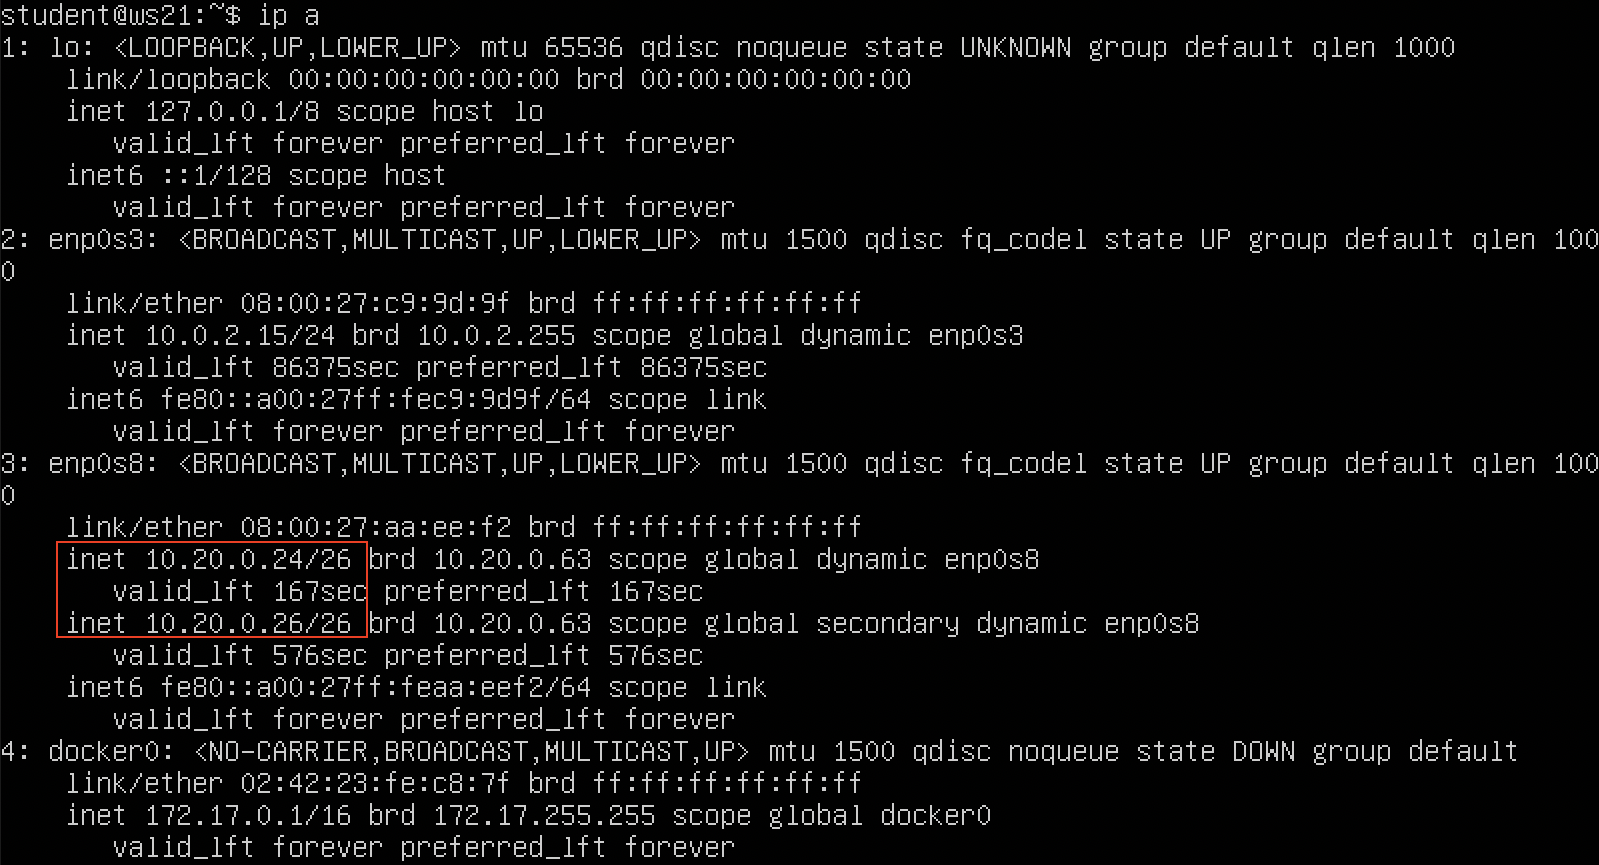 student@ws21:~$ ip a
1: lo: <LOOPBACK,UP,LOWER_UP> mtu 65536 qdisc noqueue state UNKNOWN group default qlen 1000
    link/loopback 00:00:00:00:00:00 brd 00:00:00:00:00:00
    inet 127.0.0.1/8 scope host lo
       valid_lft forever preferred_lft forever
    inet6 ::1/128 scope host
       valid_lft forever preferred_lft forever
2: enp0s3: <BROADCAST,MULTICAST,UP,LOWER_UP> mtu 1500 qdisc fq_codel state UP group default qlen 100
0
    link/ether 08:00:27:c9:9d:9f brd ff:ff:ff:ff:ff:ff
    inet 10.0.2.15/24 brd 10.0.2.255 scope global dynamic enp0s3
       valid_lft 86375sec preferred_lft 86375sec
    inet6 fe80::a00:27ff:fec9:9d9f/64 scope link
       valid_lft forever preferred_lft forever
3: enp0s8: <BROADCAST,MULTICAST,UP,LOWER_UP> mtu 1500 qdisc fq_codel state UP group default qlen 100
0
    link/ether 08:00:27:aa:ee:f2 brd ff:ff:ff:ff:ff:ff
    inet 10.20.0.24/26 brd 10.20.0.63 scope global dynamic enp0s8
       valid_lft 167sec preferred_lft 167sec
    inet 10.20.0.26/26 brd 10.20.0.63 scope global secondary dynamic enp0s8
       valid_lft 576sec preferred_lft 576sec
    inet6 fe80::a00:27ff:feaa:eef2/64 scope link
       valid_lft forever preferred_lft forever
4: docker0: <NO-CARRIER,BROADCAST,MULTICAST,UP> mtu 1500 qdisc noqueue state DOWN group default
    link/ether 02:42:23:fe:c8:7f brd ff:ff:ff:ff:ff:ff
    inet 172.17.0.1/16 brd 172.17.255.255 scope global docker0
       valid_lft forever preferred_lft forever